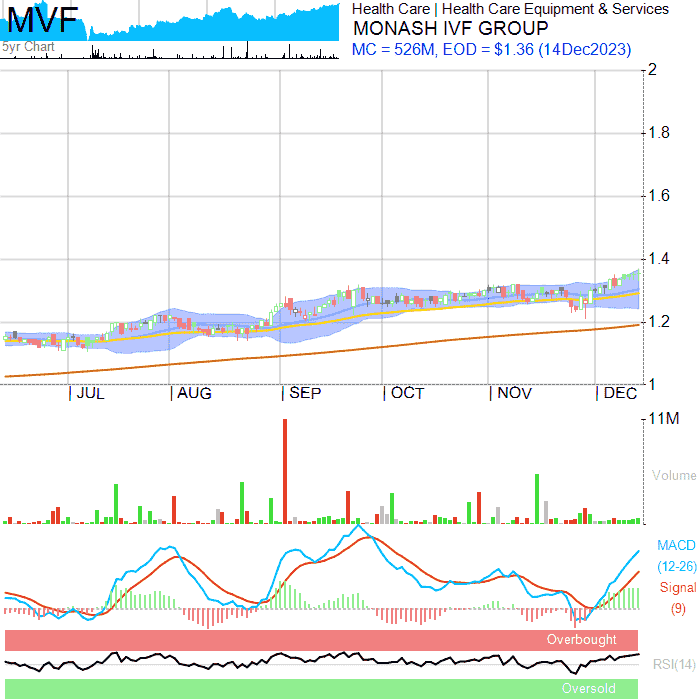 MVF
5yr Chart
Health Care | Health Care Equipment & Services
MONASH IVF GROUP
MC = 526M, EOD = $1.36 (14Dec2023)
2
1.8
1.6
1.4
1.2
1
JUL
AUG
SEP
OCT
NOV
DEC
11M
Volume
MACD
(12-26)
Signal
(9)
Overbought
RSI(14)
Oversold